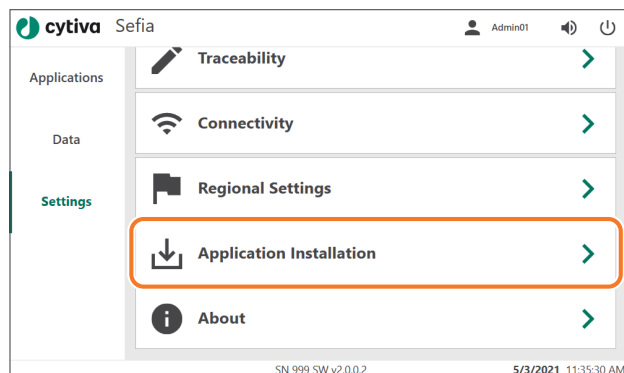 cytiva Sefia
Admin01
Applications
Data
Settings
Traceability
Connectivity
Regional Settings
Application Installation
About
SN 999 SW v2.0.0.2
5/3/2021 11:35:30 AM